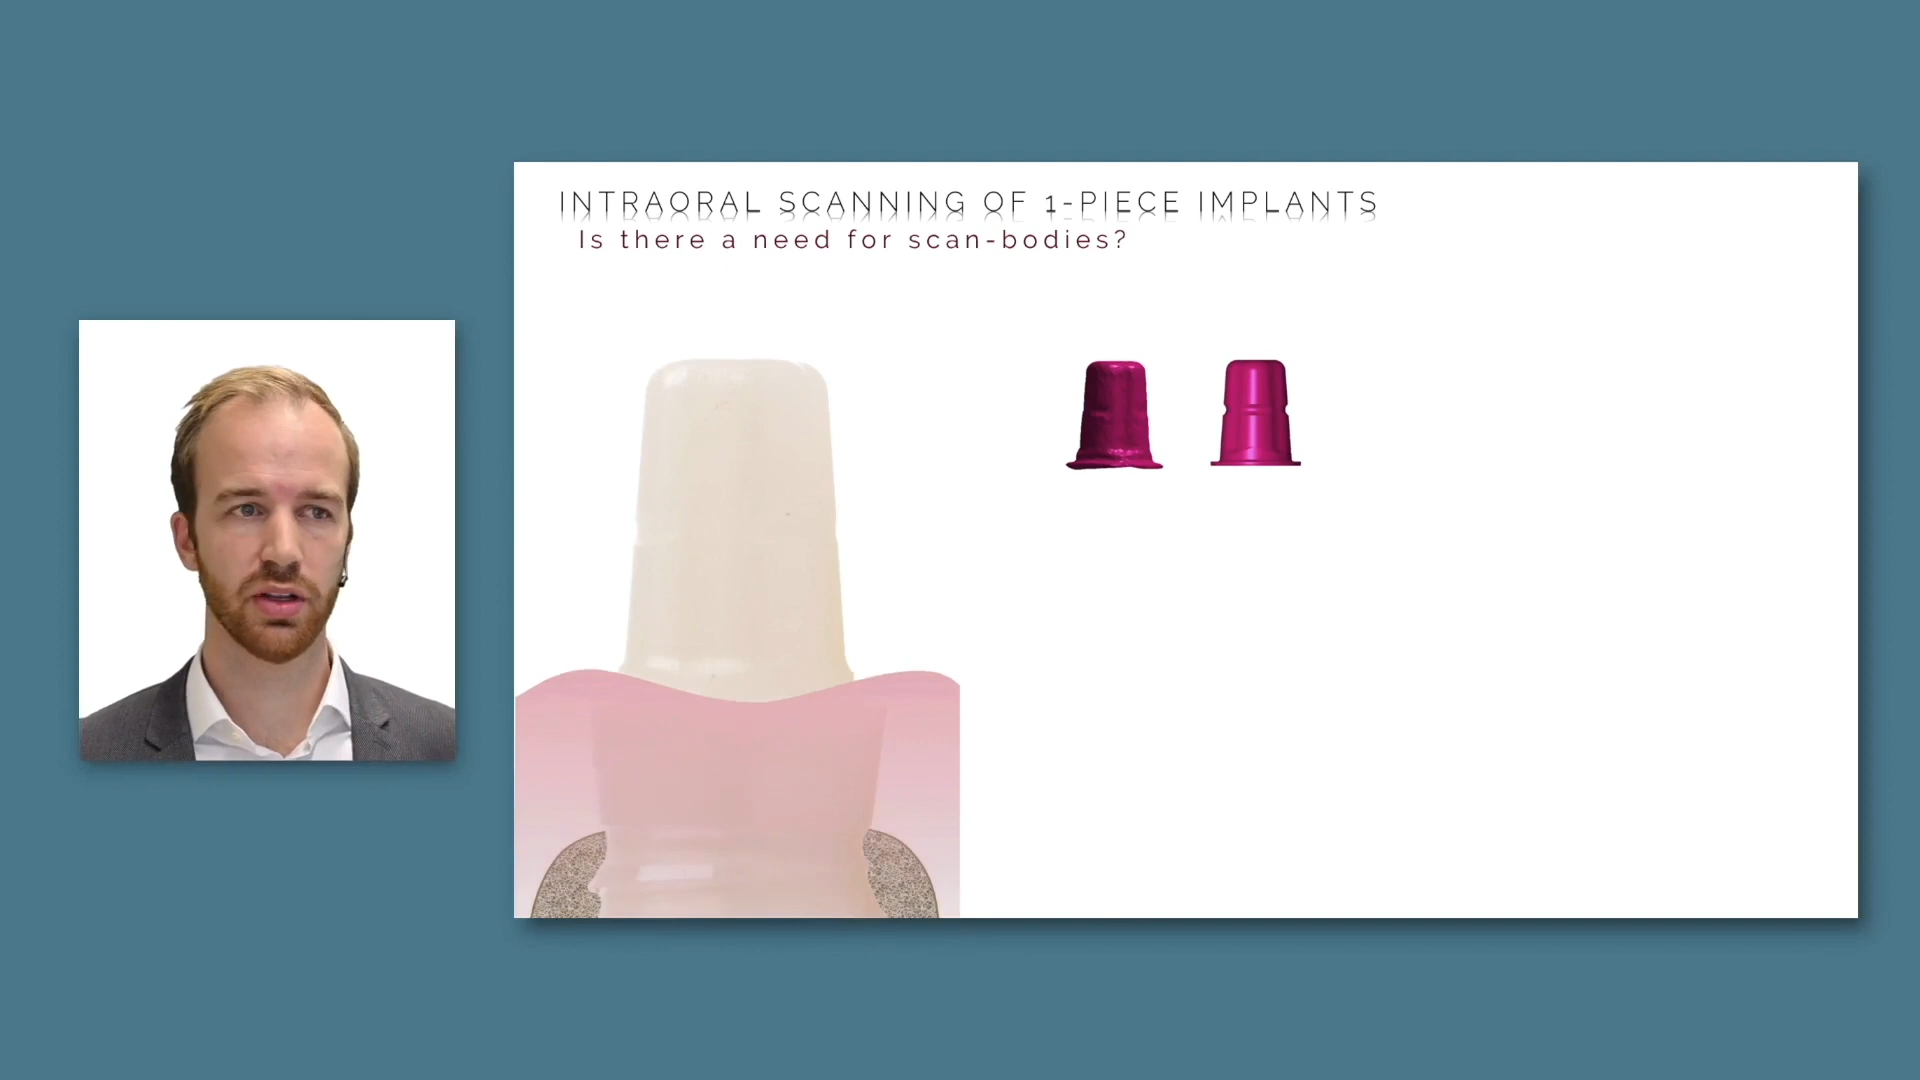 INTRAORAL SCANNING OF 1-PIECE IMPLANTS
Is there a need for scan-bodies?